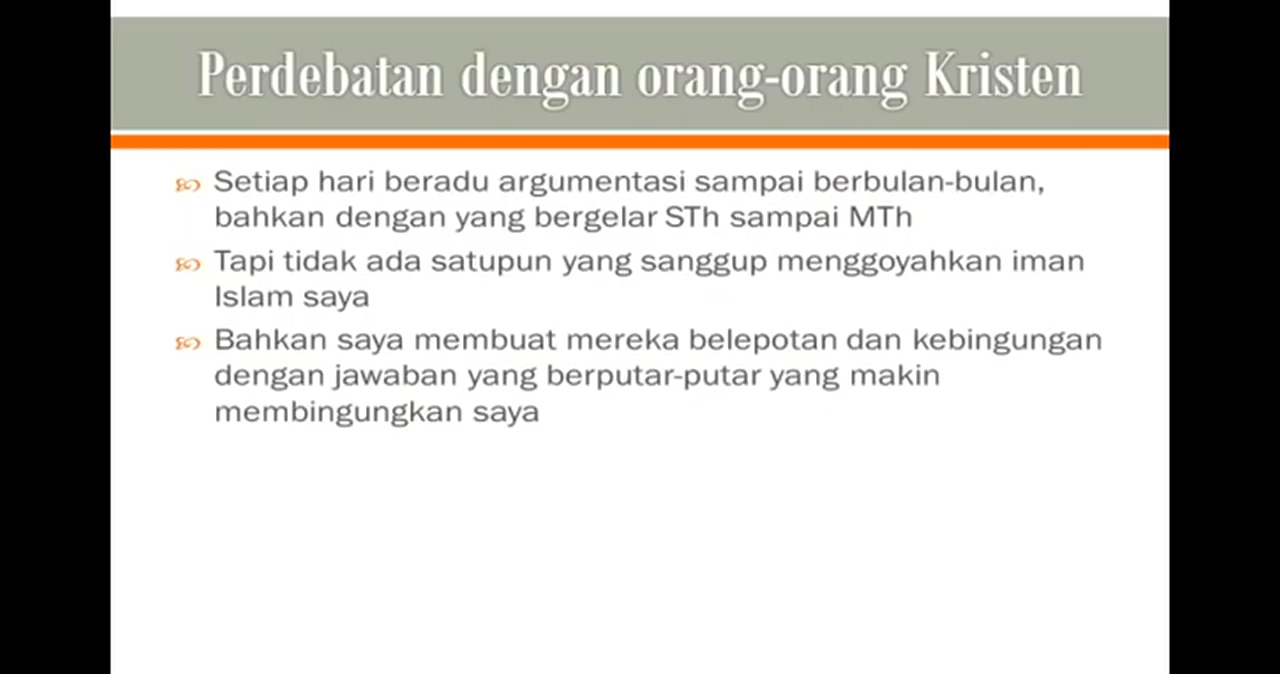 Perdebatan dengan orang-orang Kristen
Setiap hari beradu argumentasi sampai berbulan-bulan,
bahkan dengan yang bergelar STh sampai MTh
Tapi tidak ada satupun yang sanggup menggoyahkan iman
Islam saya
Bahkan saya membuat mereka belepotan dan kebingungan
dengan jawaban yang berputar-putar yang makin
membingungkan saya